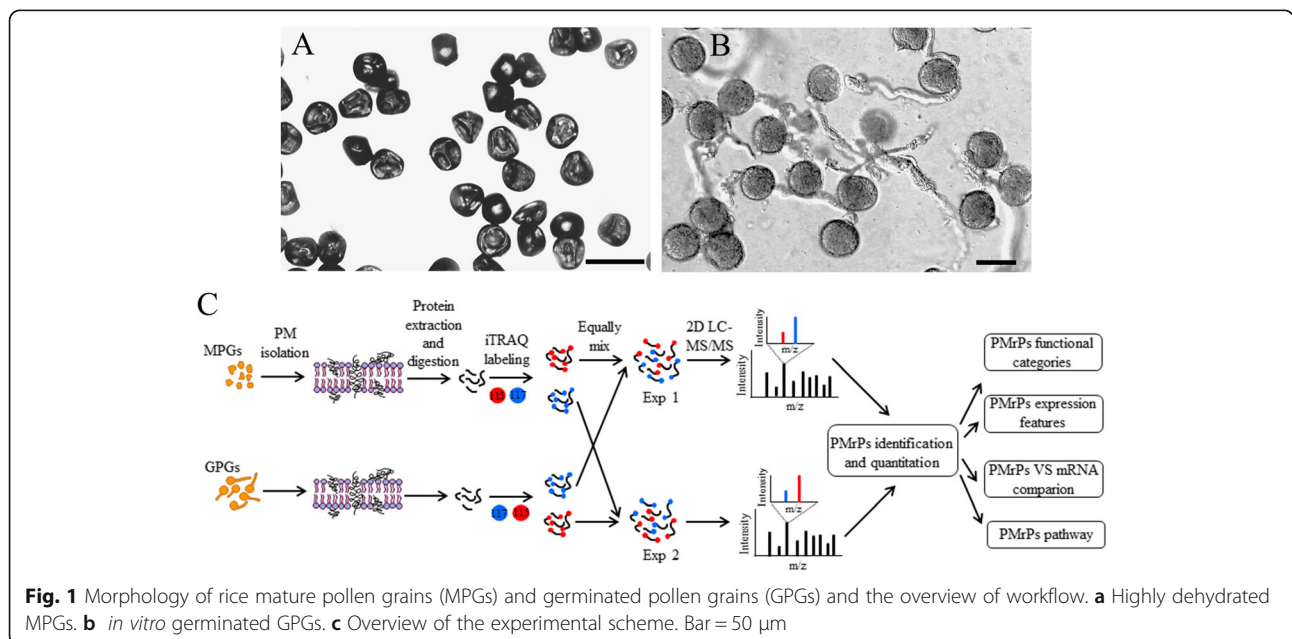 A
B
C
MPGs
PM
isolation
Protein
extraction
and
digestion
iTRAQ
labeling
115 117
Equally
mix
Exp 1
2D LC-
MS/MS
Intensity
m/z
Intensity
m/z
GPGs
117 115
Exp 2
Intensity
m/z
Intensity
m/z
PMrPs identification
and quantitation
PMrPs functional
categories
PMrPs expression
features
PMrPs VS mRNA
comparion
PMrPs pathway
Fig. 1 Morphology of rice mature pollen grains (MPGs) and germinated pollen grains (GPGs) and the overview of workflow. a Highly dehydrated
MPGs. b in vitro germinated GPGs. c Overview of the experimental scheme. Bar = 50 μm